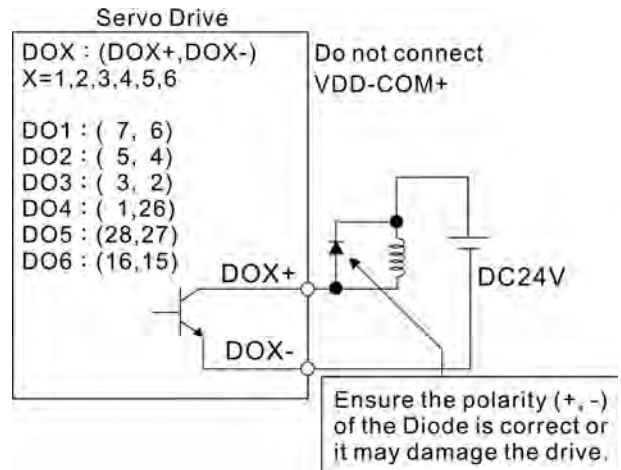 Servo Drive
DOX : (DOX+,DOX-)
X=1,2,3,4,5,6
DO1 : ( 7, 6)
DO2 : ( 5, 4)
DO3 : ( 3, 2)
DO4 : ( 1,26)
DO5 : (28,27)
DO6 : (16,15)
Do not connect
VDD-COM+
DOX+
DC24V
DOX-
Ensure the polarity (+, -)
of the Diode is correct or
it may damage the drive.